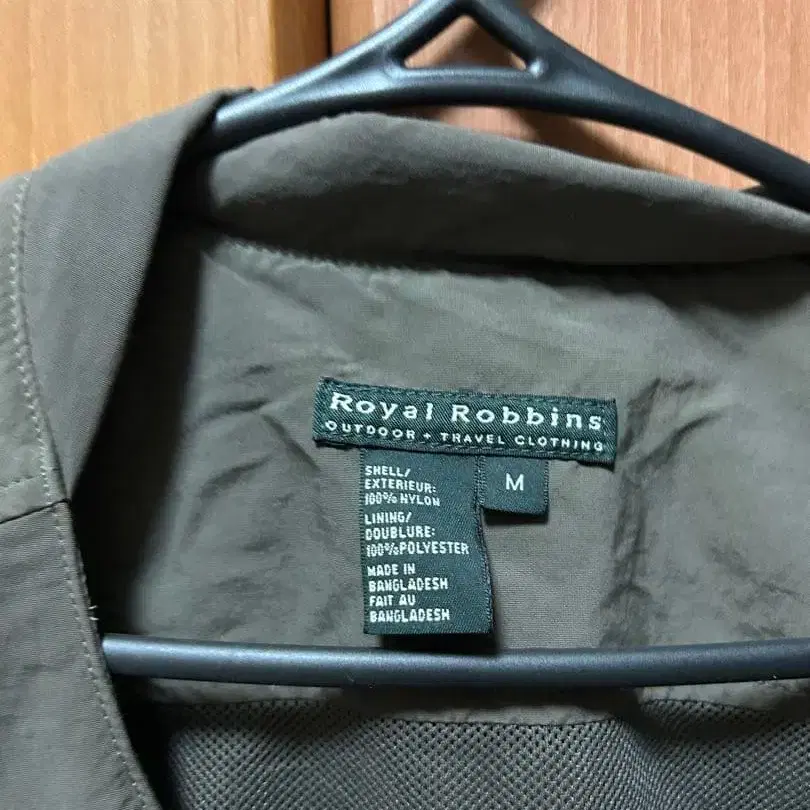 Royal Robbins
OUTDOOR + TRAVEL CLOTHING
M
SHELL/
EXTERIEUR:
100% NYLON
LINING/
DOUBLURE:
100% POLYESTER
MADE IN
BANGLADESH
FAIT AU
BANGLADESH